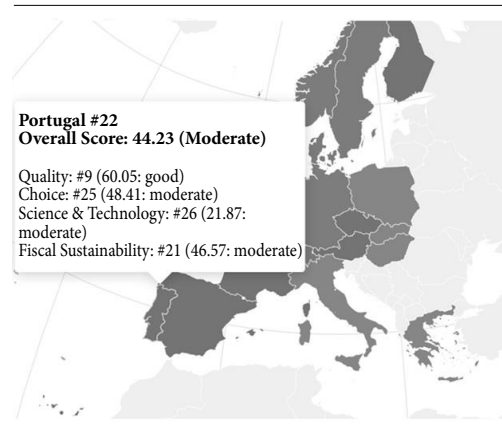 Portugal #22
Overall Score: 44.23 (Moderate)
Quality: #9 (60.05: good)
Choice: #25 (48.41: moderate)
Science & Technology: #26 (21.87:
moderate)
Fiscal Sustainability: #21 (46.57: moderate)